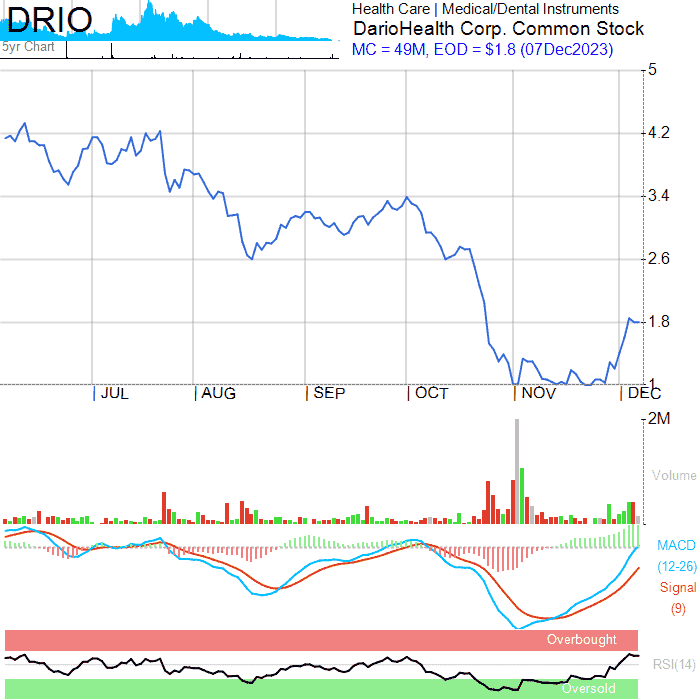 DRIO
5yr Chart
Health Care | Medical/Dental Instruments
DarioHealth Corp. Common Stock
MC = 49M, EOD = $1.8 (07Dec2023)
5
4.2
3.4
2.6
1.8
1
JUL
AUG
SEP
OCT
NOV
DEC
2M
Volume
MACD
(12-26)
Signal
(9)
Overbought
RSI(14)
Oversold